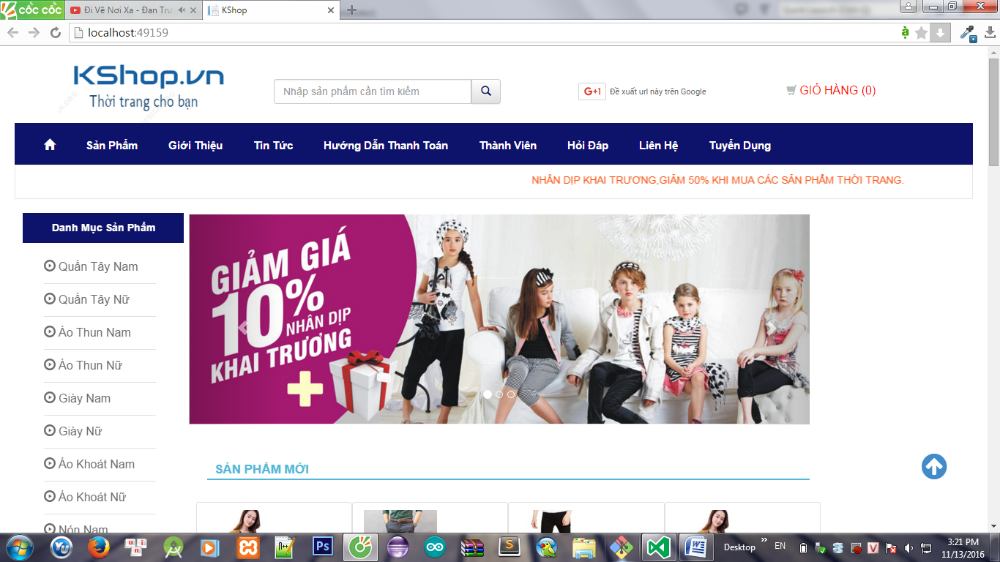 CỐC CỐC
Đi Về Nơi Xa - Đan Trư
KShop
localhost:49159
KShop.vn
Thời trang cho bạn
Nhập sản phẩm cần tìm kiếm
G+1
Đề xuất url này trên Google
GIỎ HÀNG (0)
Sản Phẩm
Giới Thiệu
Tin Tức
Hướng Dẫn Thanh Toán
Thành Viên
Hỏi Đáp
Liên Hệ
Tuyển Dụng
NHÂN DỊP KHAI TRƯƠNG,GIẢM 50% KHI MUA CÁC SẢN PHẨM THỜI TRANG.
Danh Mục Sản Phẩm
Quần Tây Nam
Quần Tây Nữ
Áo Thun Nam
Áo Thun Nữ
Giày Nam
Giày Nữ
Áo Khoát Nam
Áo Khoát Nữ
Nón Nam
GIẢM GIÁ
10%
NHÂN DỊP
KHAI TRƯƠNG
SẢN PHẨM MỚI
Desktop
EN
3:21 PM
11/13/2016